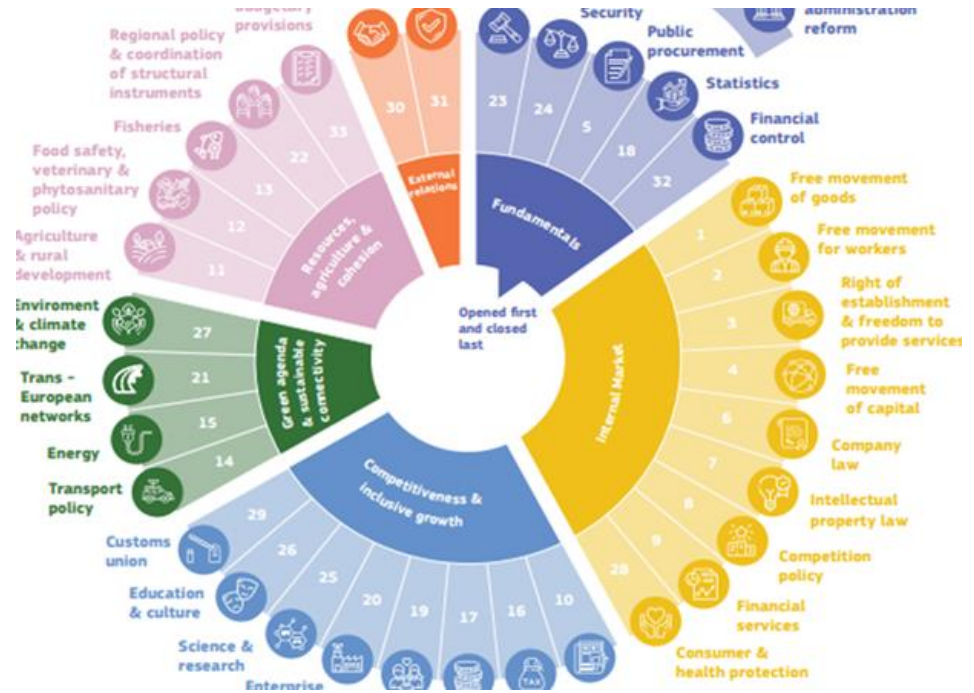 budgetary
provisions
Regional policy
& coordination
of structural
instruments
Fisheries
Food safety,
veterinary &
phytosanitary
policy
Agriculture
& rural
development
33
22
13
12
11
Resources,
agriculture &
cohesion
30
31
External
relations
Security
Public
procurement
Statistics
Financial
control
administration
reform
23
24
5
18
32
Fundamentals
Opened first
and closed
last
Free movement
of goods
Free movement
for workers
Right of
establishment
& freedom to
provide services
Free
movement
of capital
Company
law
Intellectual
property law
Competition
policy
Financial
services
Consumer &
health protection
1
2
3
4
6
7
8
9
28
Internal Market
Enviroment
& climate
change
Trans -
European
networks
Energy
Transport
policy
27
21
15
14
Green agenda
& sustainable
connectivity
Competitiveness &
inclusive growth
29
26
25
20
19
17
16
10
Customs
union
Education
& culture
Science &
research
Enterprise
TAX